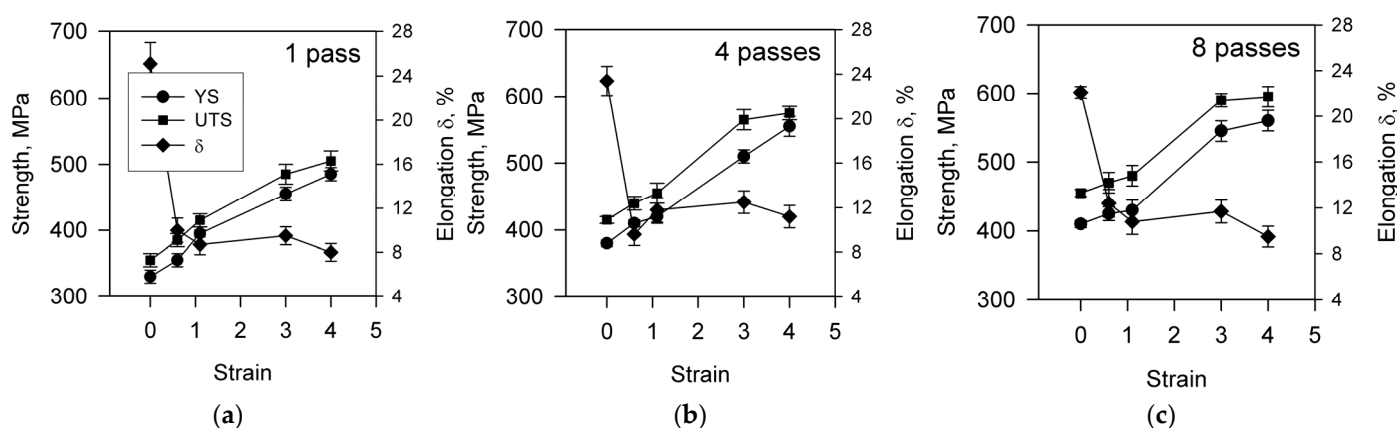 1 pass
YS
UTS
δ
700
600
500
400
300
28
24
20
16
12
8
4
0 1 2 3 4 5
Strength, MPa
Elongation δ, %
Strain
(a)
4 passes
700
600
500
400
300
28
24
20
16
12
8
4
0 1 2 3 4 5
Strength, MPa
Elongation δ, %
Strain
(b)
8 passes
700
600
500
400
300
28
24
20
16
12
8
4
0 1 2 3 4 5
Strength, MPa
Elongation δ, %
Strain
(c)